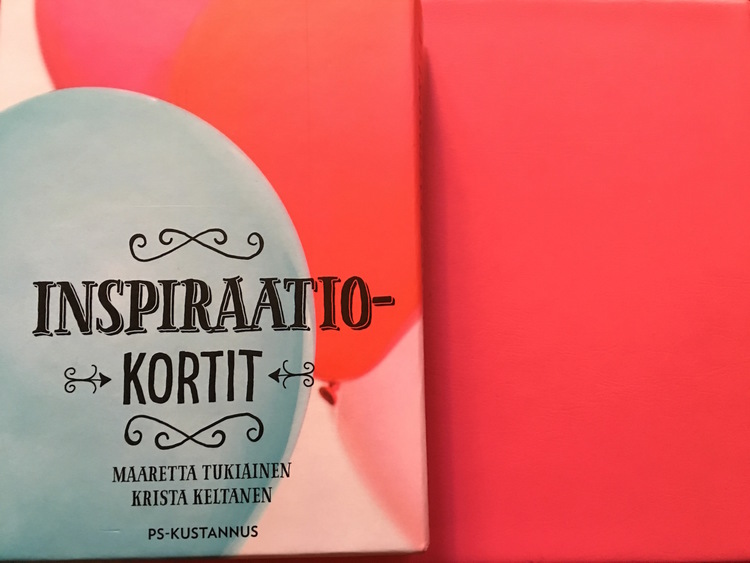 INSPIRAATIO-
KORTIT
MAARETTA TUKIAINEN
KRISTA KELTANEN
PS-KUSTANNUS